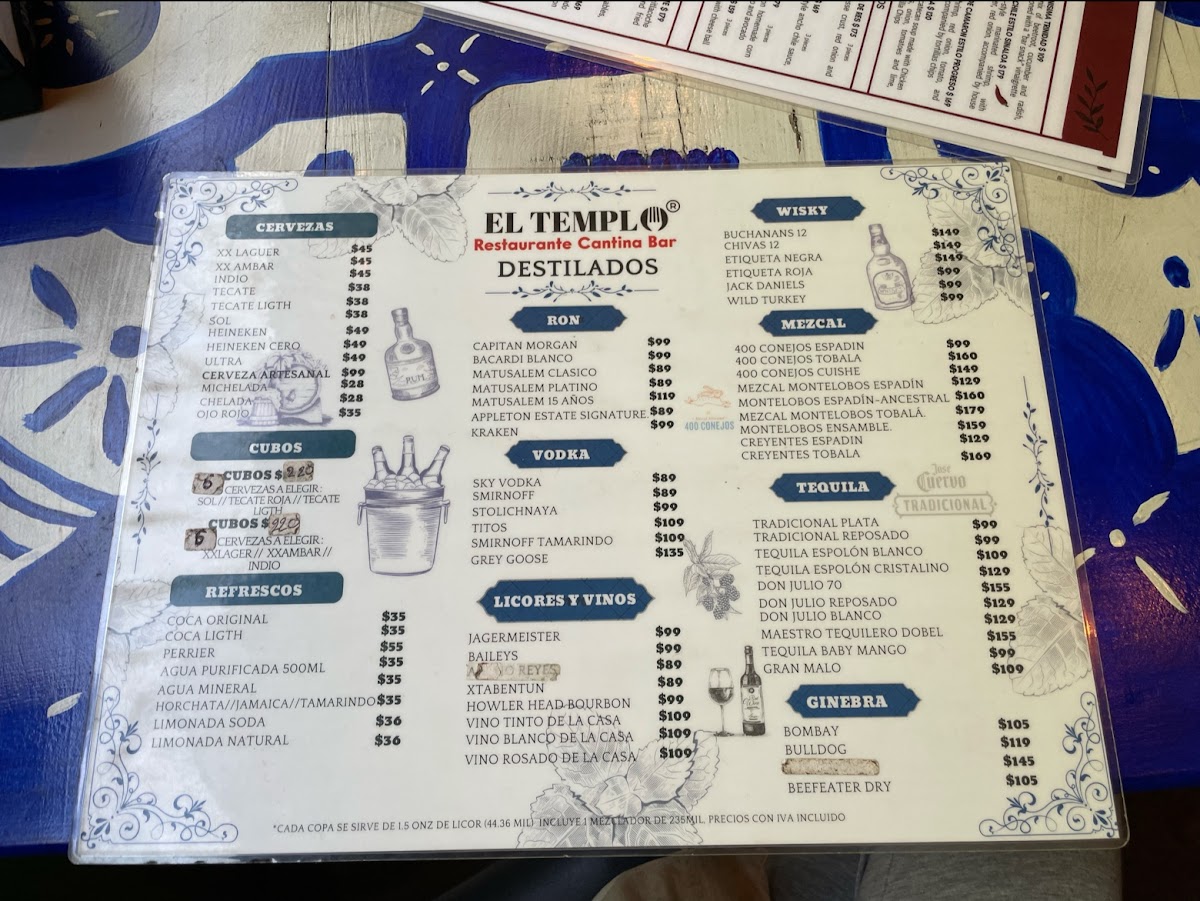 EL TEMPLO®
Restaurante Cantina Bar
DESTILADOS
CERVEZAS
XX LAGUER $45
XX AMBAR $45
INDIO $45
TECATE $38
TECATE LIGTH $38
SOL $38
HEINEKEN $49
HEINEKEN CERO $49
ULTRA $49
CERVEZA ARTESANAL $99
MICHELADA $28
CHELADA $28
OJO ROJO $35
CUBOS
CUBOS $220
6 CERVEZAS A ELEGIR:
SOL // TECATE ROJA // TECATE
LIGTH
CUBOS $920
6 CERVEZAS A ELEGIR:
XXLAGER// XXAMBAR//
INDIO
REFRESCOS
COCA ORIGINAL $35
COCA LIGTH $35
PERRIER $55
AGUA PURIFICADA 500ML $35
AGUA MINERAL $35
HORCHATA//JAMAICA//TAMARINDO $35
LIMONADA SODA $36
LIMONADA NATURAL $36
RON
CAPITAN MORGAN $99
BACARDI BLANCO $99
MATUSALEM CLASICO $89
MATUSALEM PLATINO $89
MATUSALEM 15 AÑOS $119
APPLETON ESTATE SIGNATURE. $89
KRAKEN $99
RUM
VODKA
SKY VODKA $89
SMIRNOFF $89
STOLICHNAYA $99
TITOS $109
SMIRNOFF TAMARINDO $109
GREY GOOSE $135
LICORES Y VINOS
JAGERMEISTER $99
BAILEYS $99
REYES $89
XTABENTUN $89
HOWLER HEAD BOURBON $99
VINO TINTO DE LA CASA $109
VINO BLANCO DE LA CASA $109
VINO ROSADO DE LA CASA $109
WISKY
BUCHANANS 12 $149
CHIVAS 12 $149
ETIQUETA NEGRA $149
ETIQUETA ROJA $99
JACK DANIELS $99
WILD TURKEY $99
MEZCAL
400 CONEJOS
400 CONEJOS ESPADIN $99
400 CONEJOS TOBALA $160
400 CONEJOS CUISHE $149
MEZCAL MONTELOBOS ESPADÍN $129
MONTELOBOS ESPADÍN-ANCESTRAL $160
MEZCAL MONTELOBOS TOBALÁ. $179
MONTELOBOS ENSAMBLE. $159
CREYENTES ESPADIN $129
CREYENTES TOBALA $169
TEQUILA
Jose
Cuervo
TRADICIONAL
TRADICIONAL PLATA $99
TRADICIONAL REPOSADO $99
TEQUILA ESPOLÓN BLANCO $109
TEQUILA ESPOLÓN CRISTALINO $129
DON JULIO 70 $155
DON JULIO REPOSADO $129
DON JULIO BLANCO $129
MAESTRO TEQUILERO DOBEL $155
TEQUILA BABY MANGO $99
GRAN MALO $109
GINEBRA
BOMBAY $105
BULLDOG $119
$145
BEEFEATER DRY $105
*CADA COPA SE SIRVE DE 1.5 ONZ DE LICOR (44.36 MIL) INCLUYE 1 MEZCLADOR DE 235MIL. PRECIOS CON IVA INCLUIDO